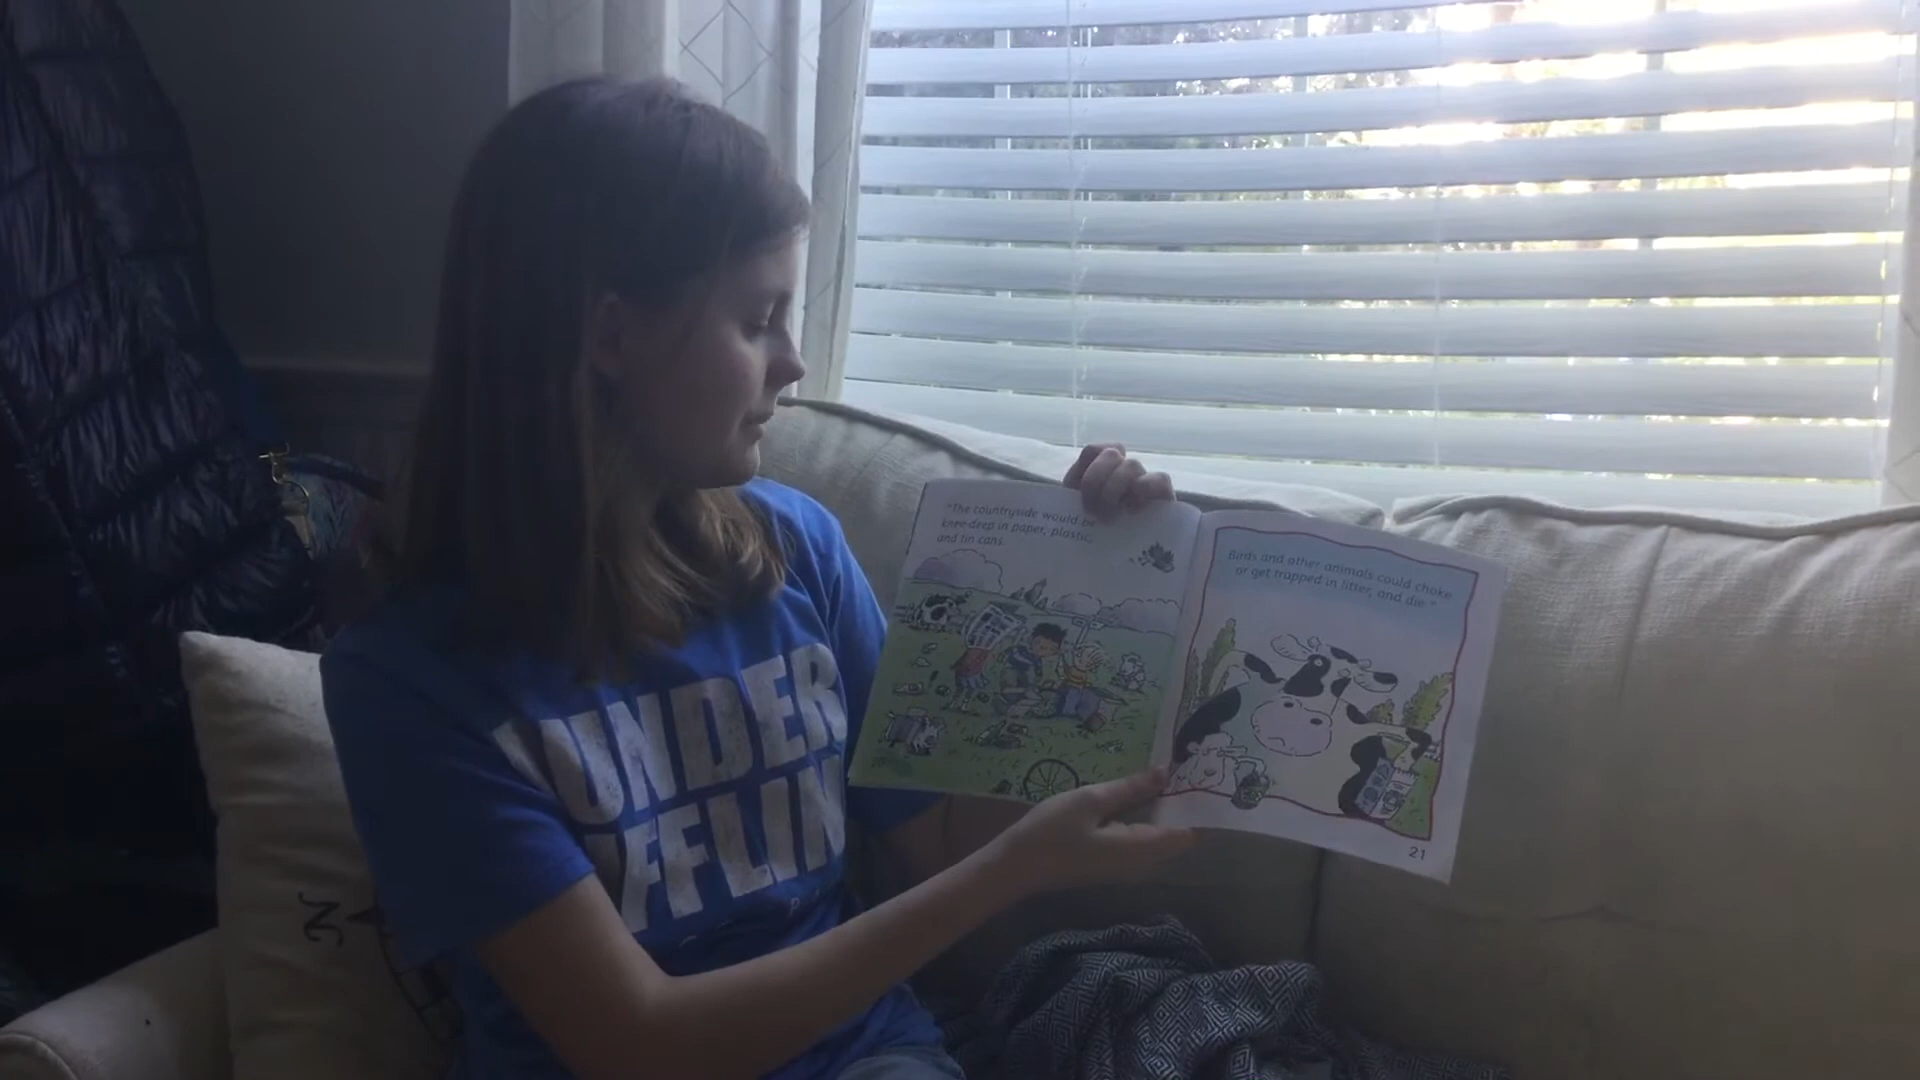 "The countryside would be
knee-deep in paper, plastic,
and tin cans.
Birds and other animals could choke
or get trapped in litter, and die."
21
UNDER
FFLIN
P
N